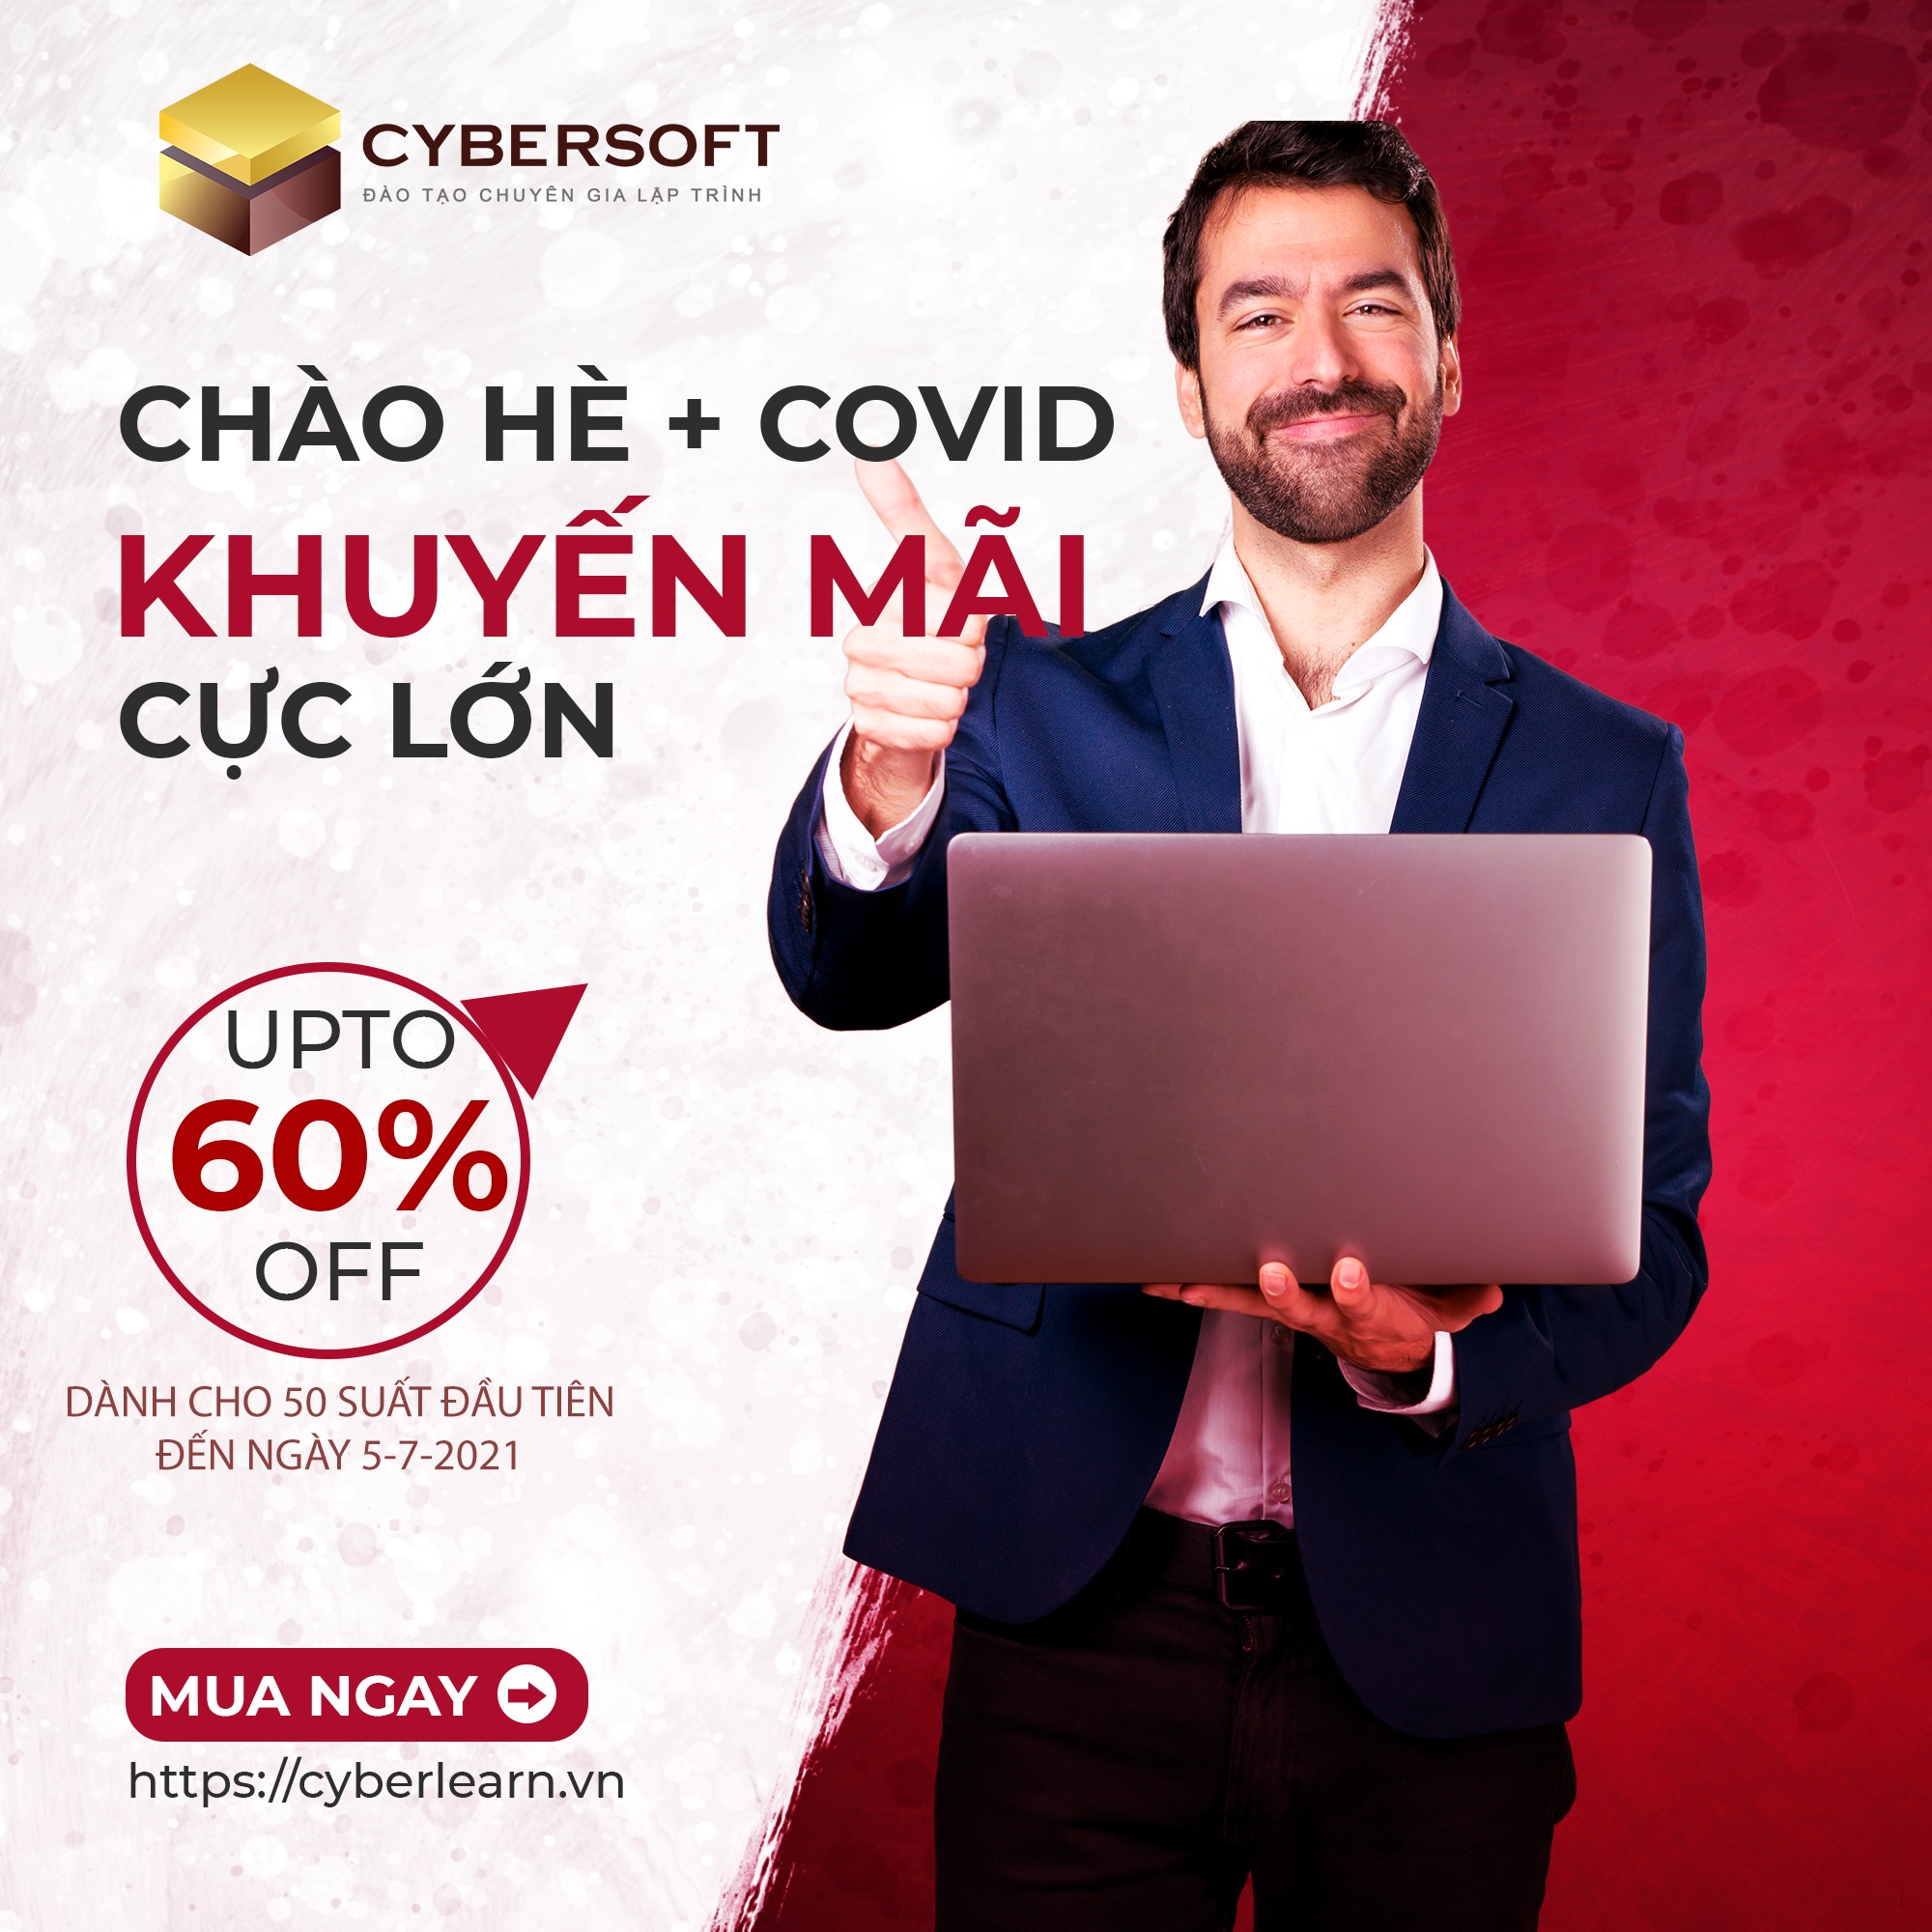 CYBERSOFT
ĐÀO TẠO CHUYÊN GIA LẬP TRÌNH
CHÀO HÈ + COVID
KHUYẾN MÃI
CỰC LỚN
UPTO
60%
OFF
DÀNH CHO 50 SUẤT ĐẦU TIÊN
ĐẾN NGÀY 5-7-2021
MUA NGAY
https://cyberlearn.vn